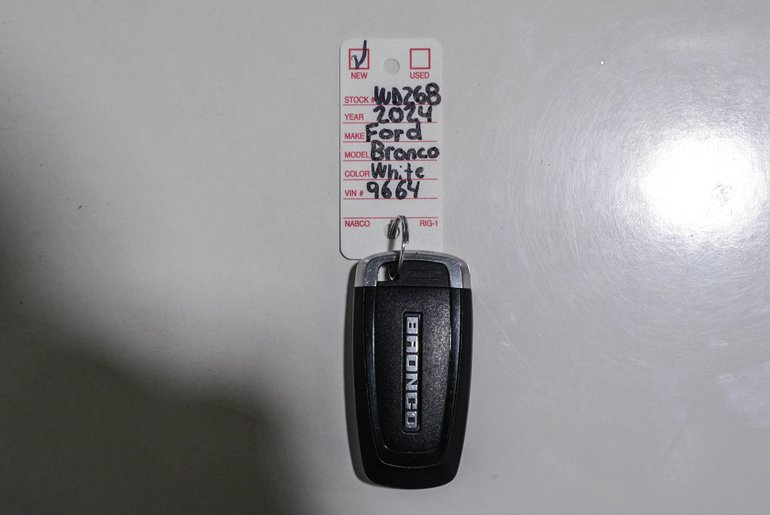 NEW USED
STOCK # WD268
YEAR 2024
MAKE Ford
MODEL Bronco
COLOR White
VIN # 9664
NABCO RIG-1
BRONCO